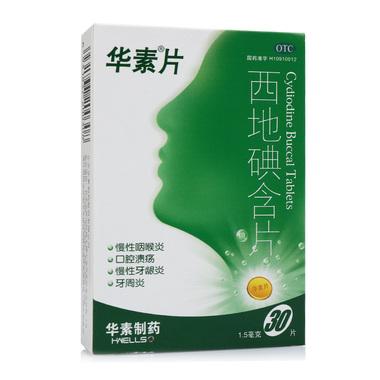 华素®片
OTC
国药准字 H10910012
西地碘含片
Cydiodine Buccal Tablets
•慢性咽喉炎
•口腔溃疡
•慢性牙龈炎
•牙周炎
华素片
华素制药
HWELLSO
1.5毫克 30片